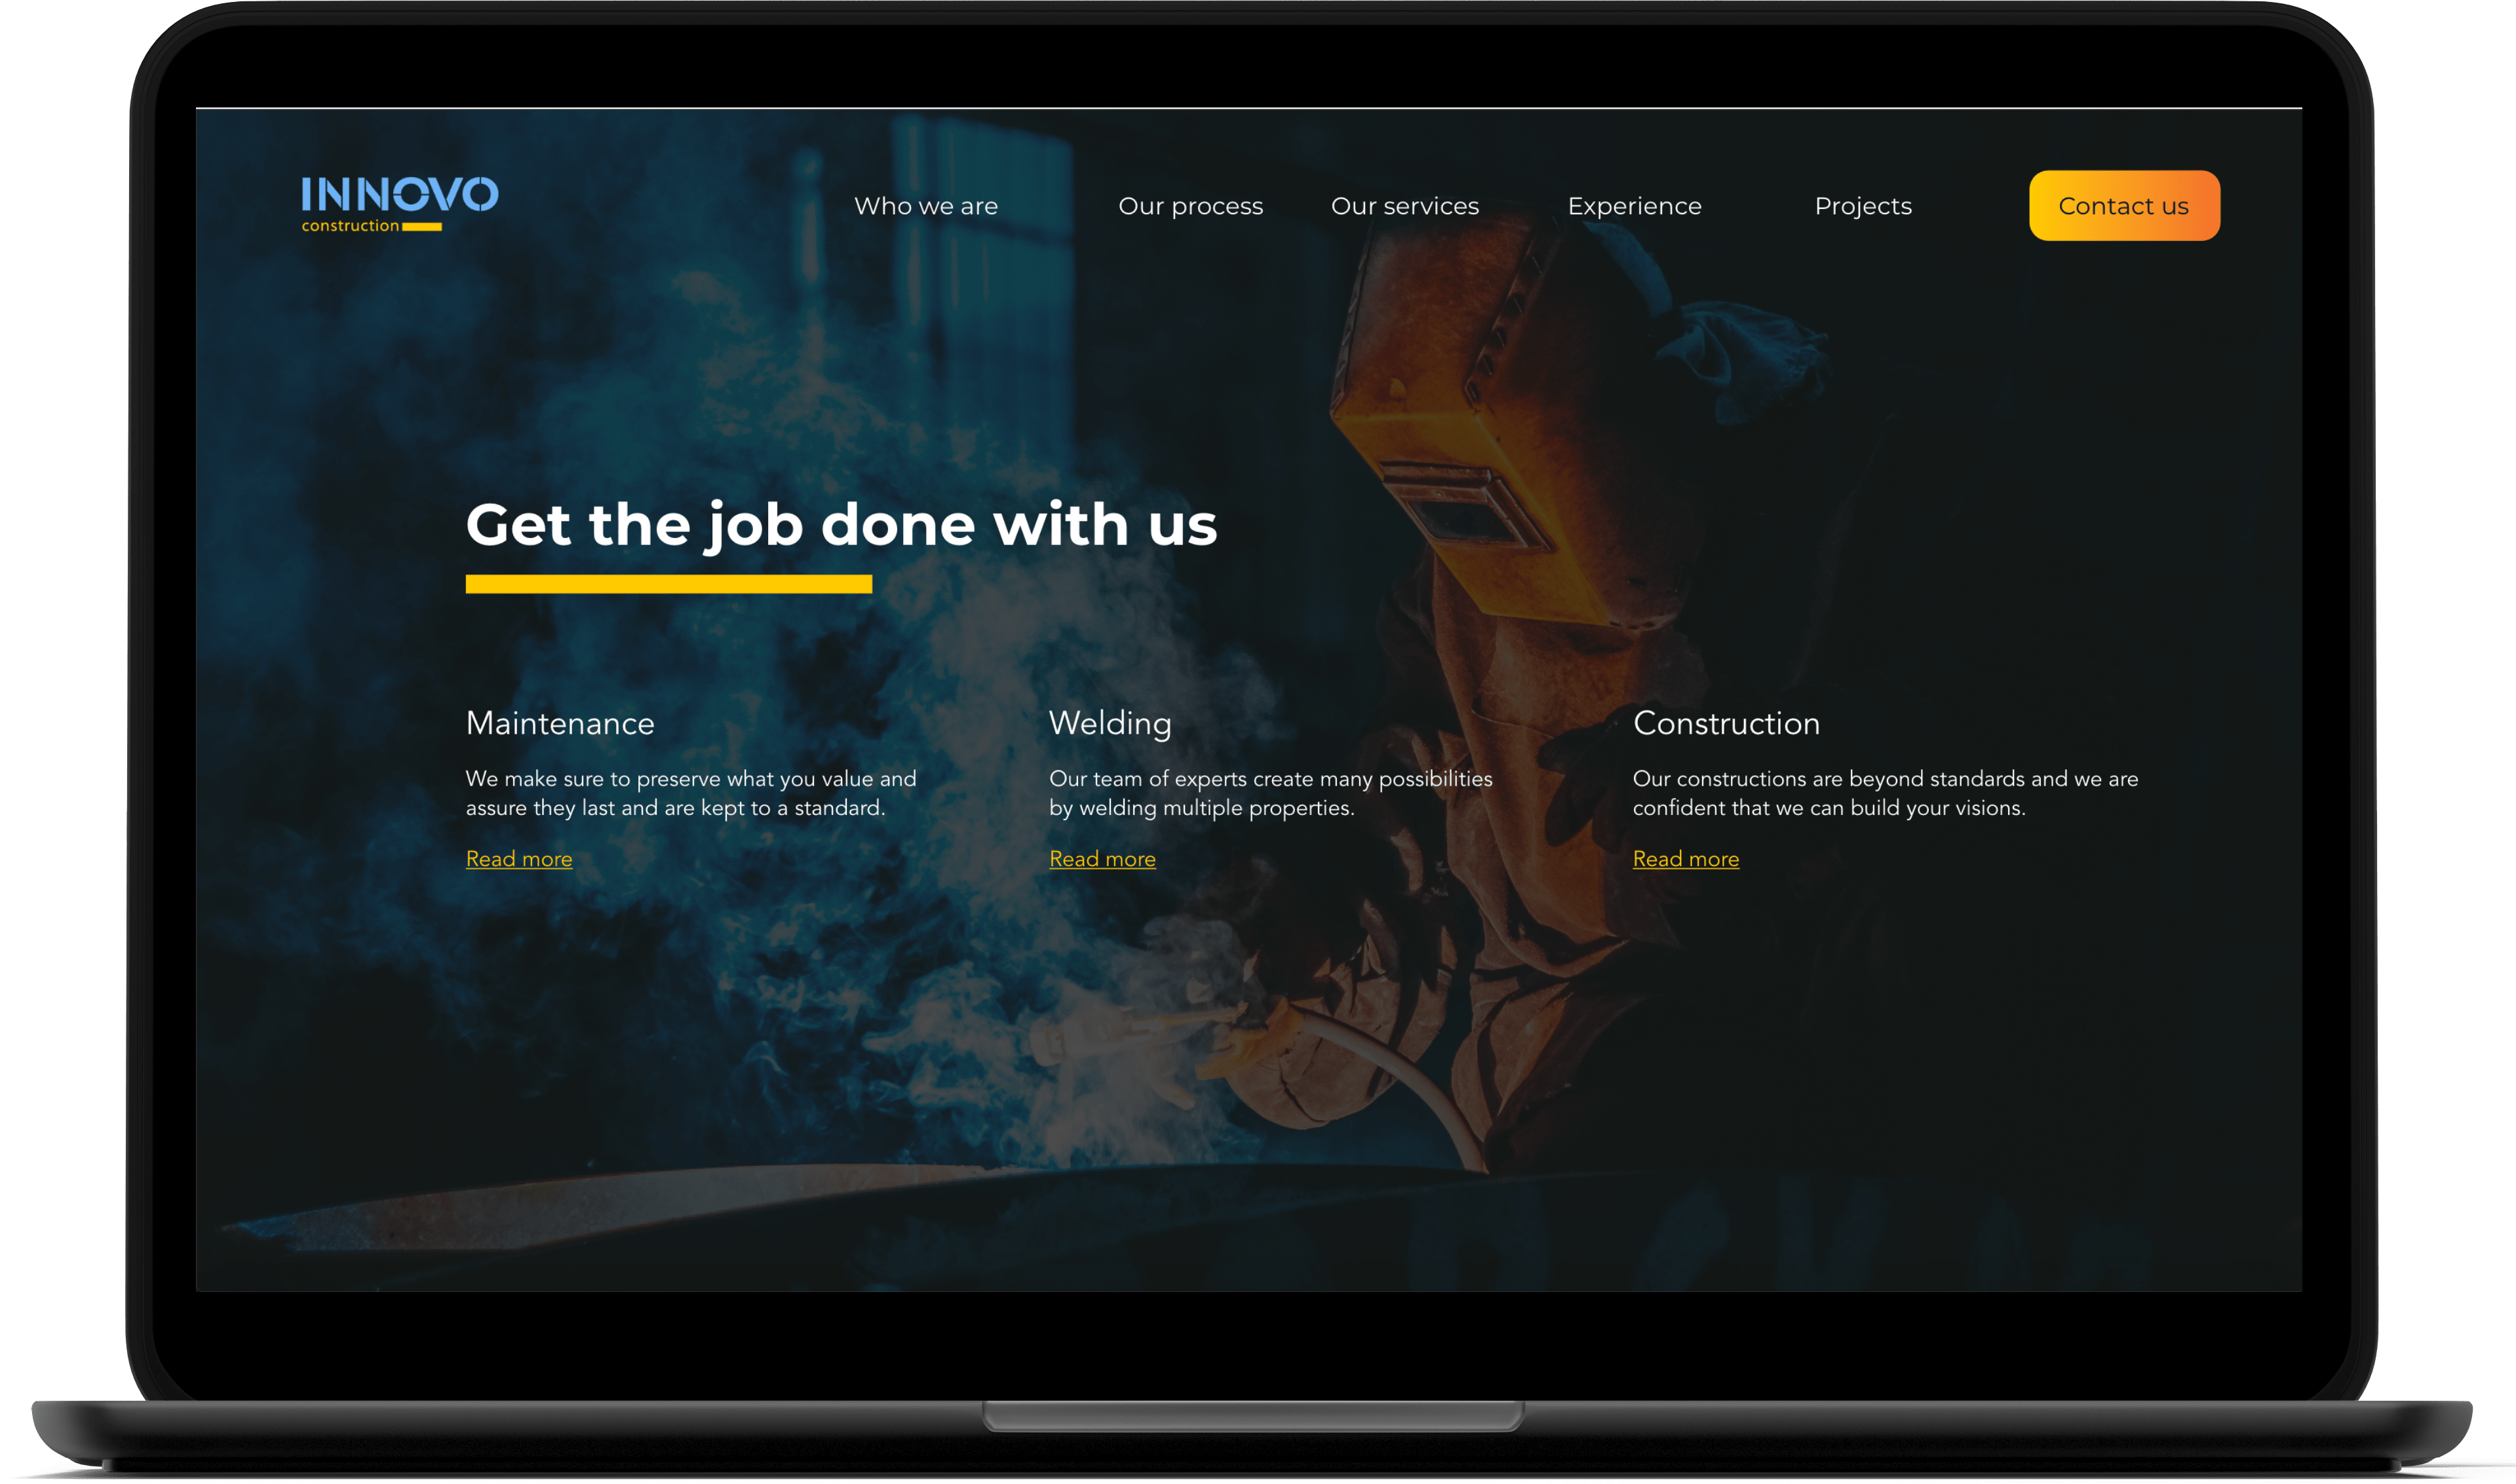 INNOVO
construction
Who we are
Our process
Our services
Experience
Projects
Contact us
Get the job done with us
Maintenance
We make sure to preserve what you value and
assure they last and are kept to a standard.
Read more
Welding
Our team of experts create many possibilities
by welding multiple properties.
Read more
Construction
Our constructions are beyond standards and we are
confident that we can build your visions.
Read more